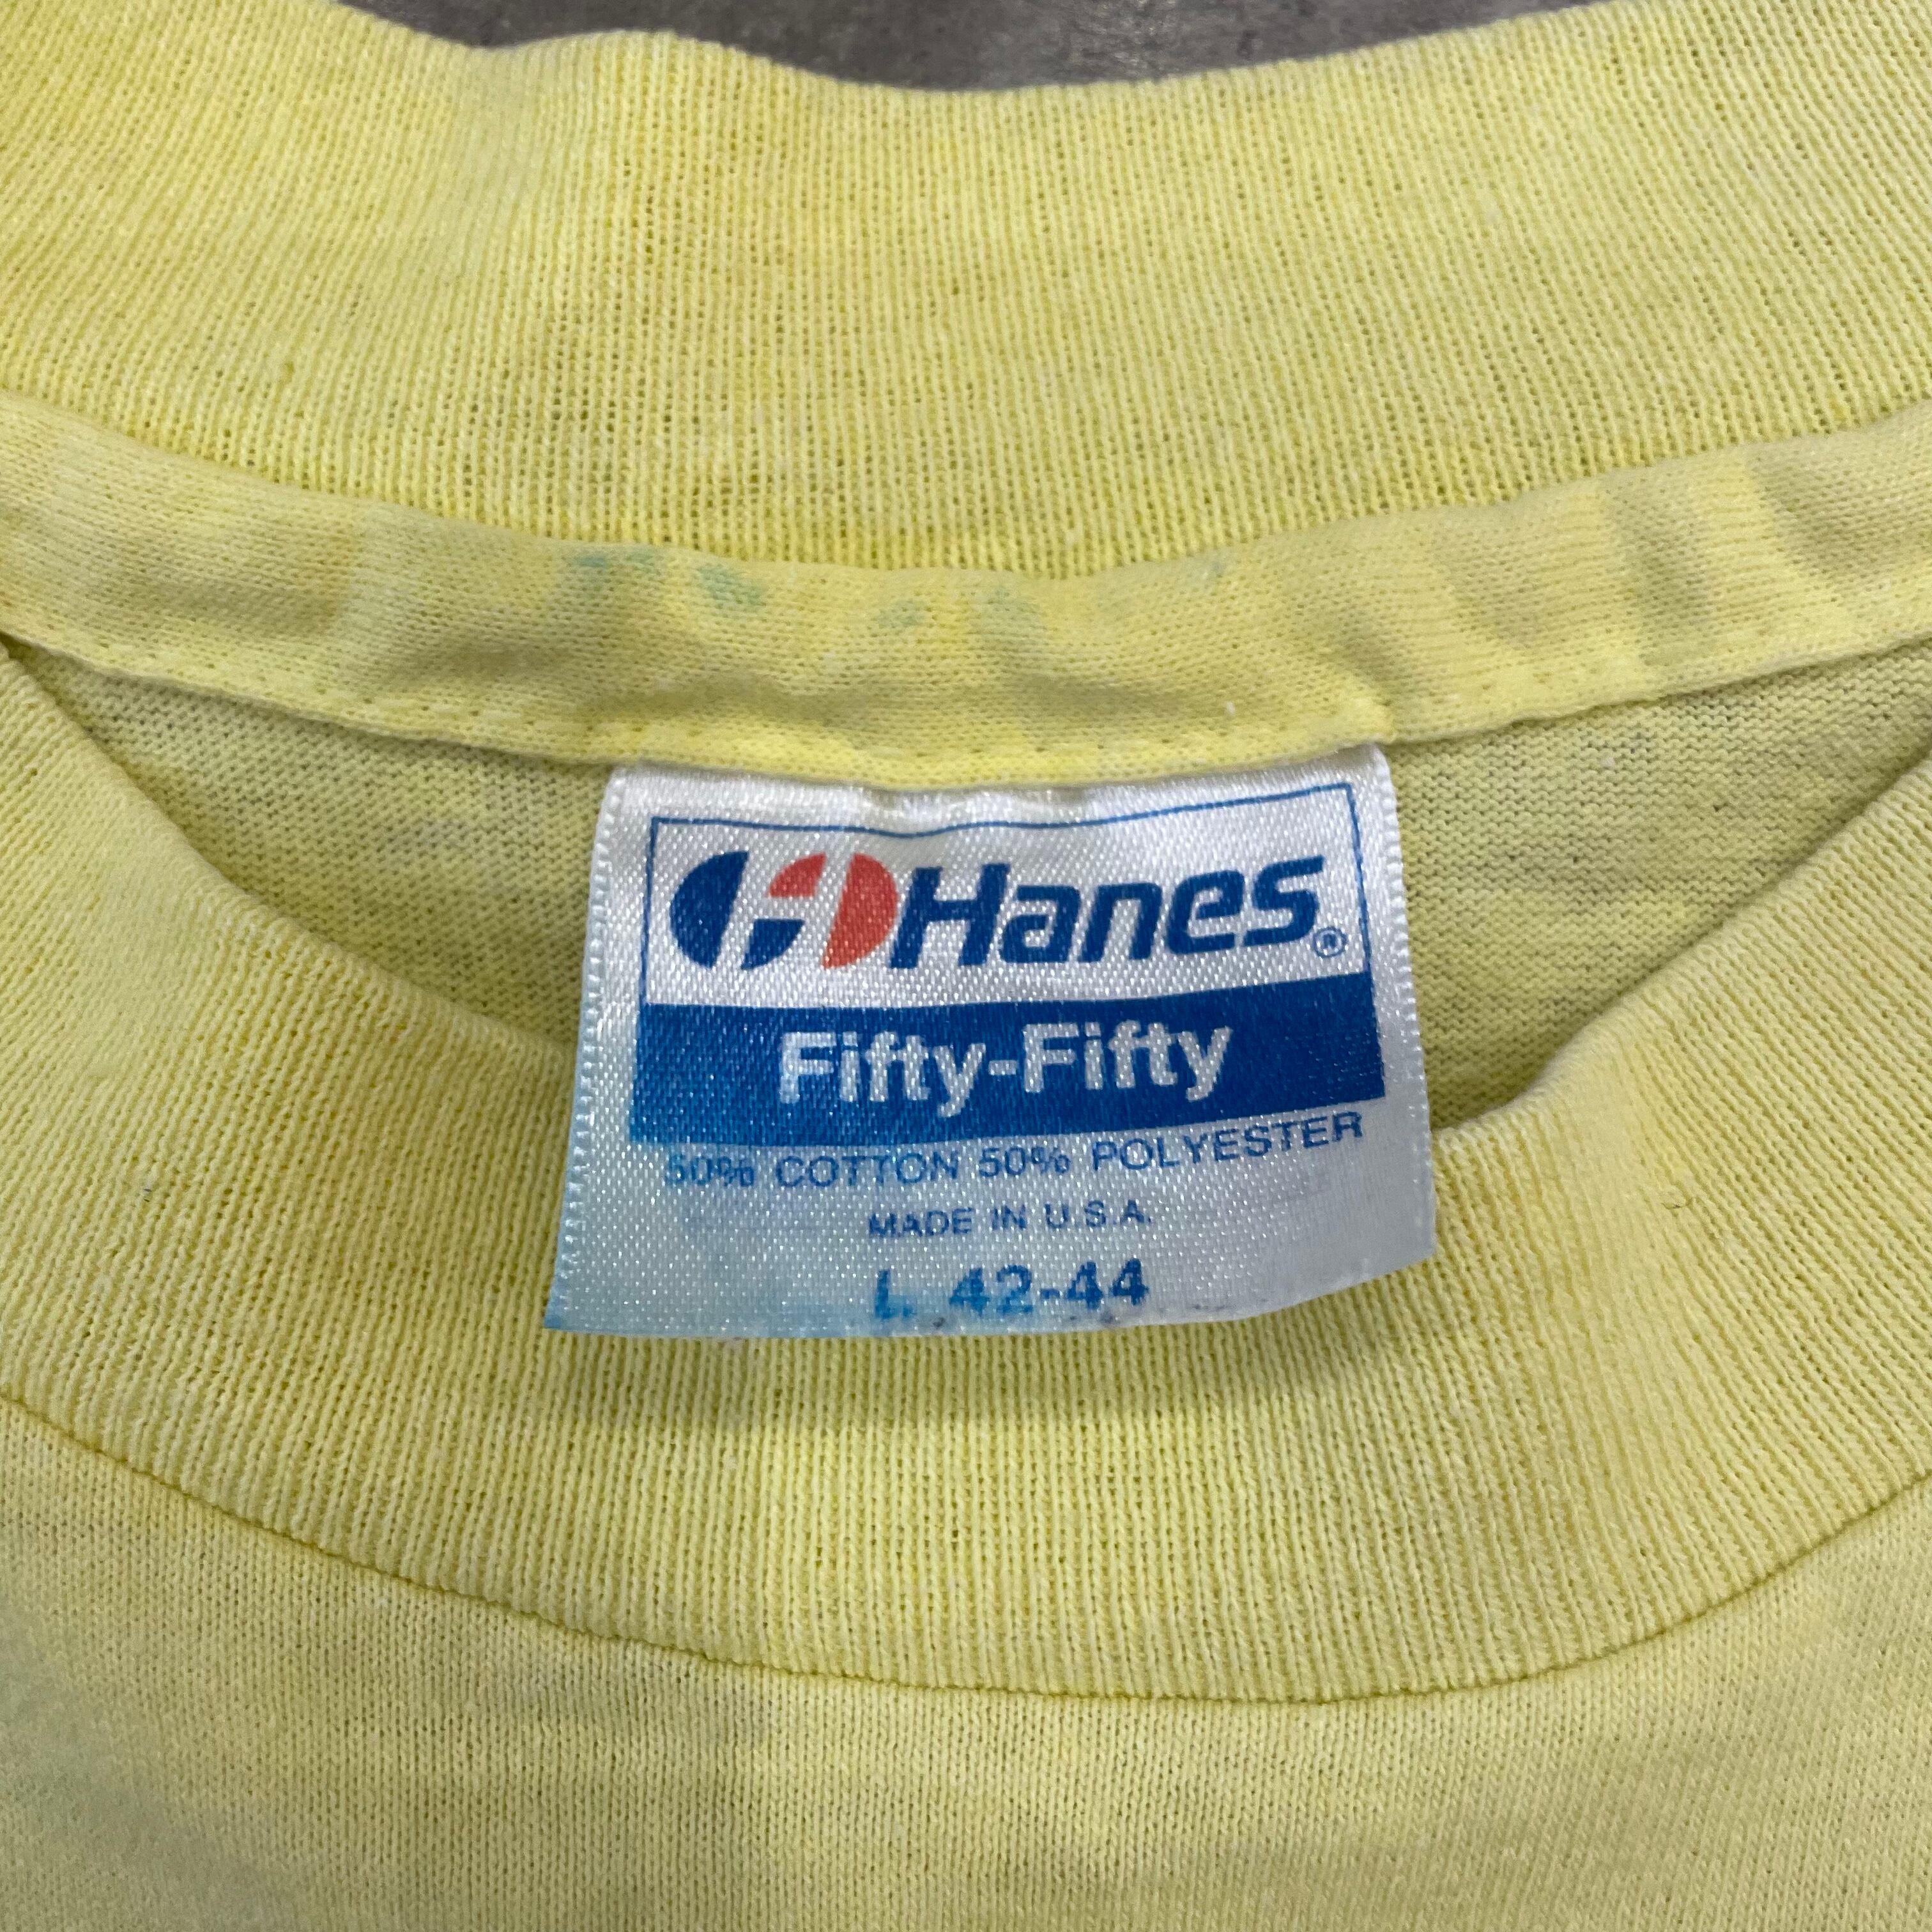 Hanes®
Fifty-Fifty
50% COTTON 50% POLYESTER
MADE IN U.S.A.
L 42-44